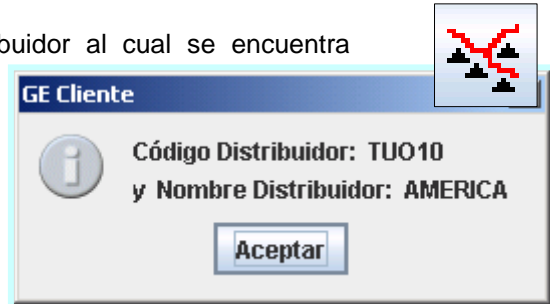 buidor al cual se encuentra
GE Cliente
Código Distribuidor: TUO10
y Nombre Distribuidor: AMERICA
Aceptar